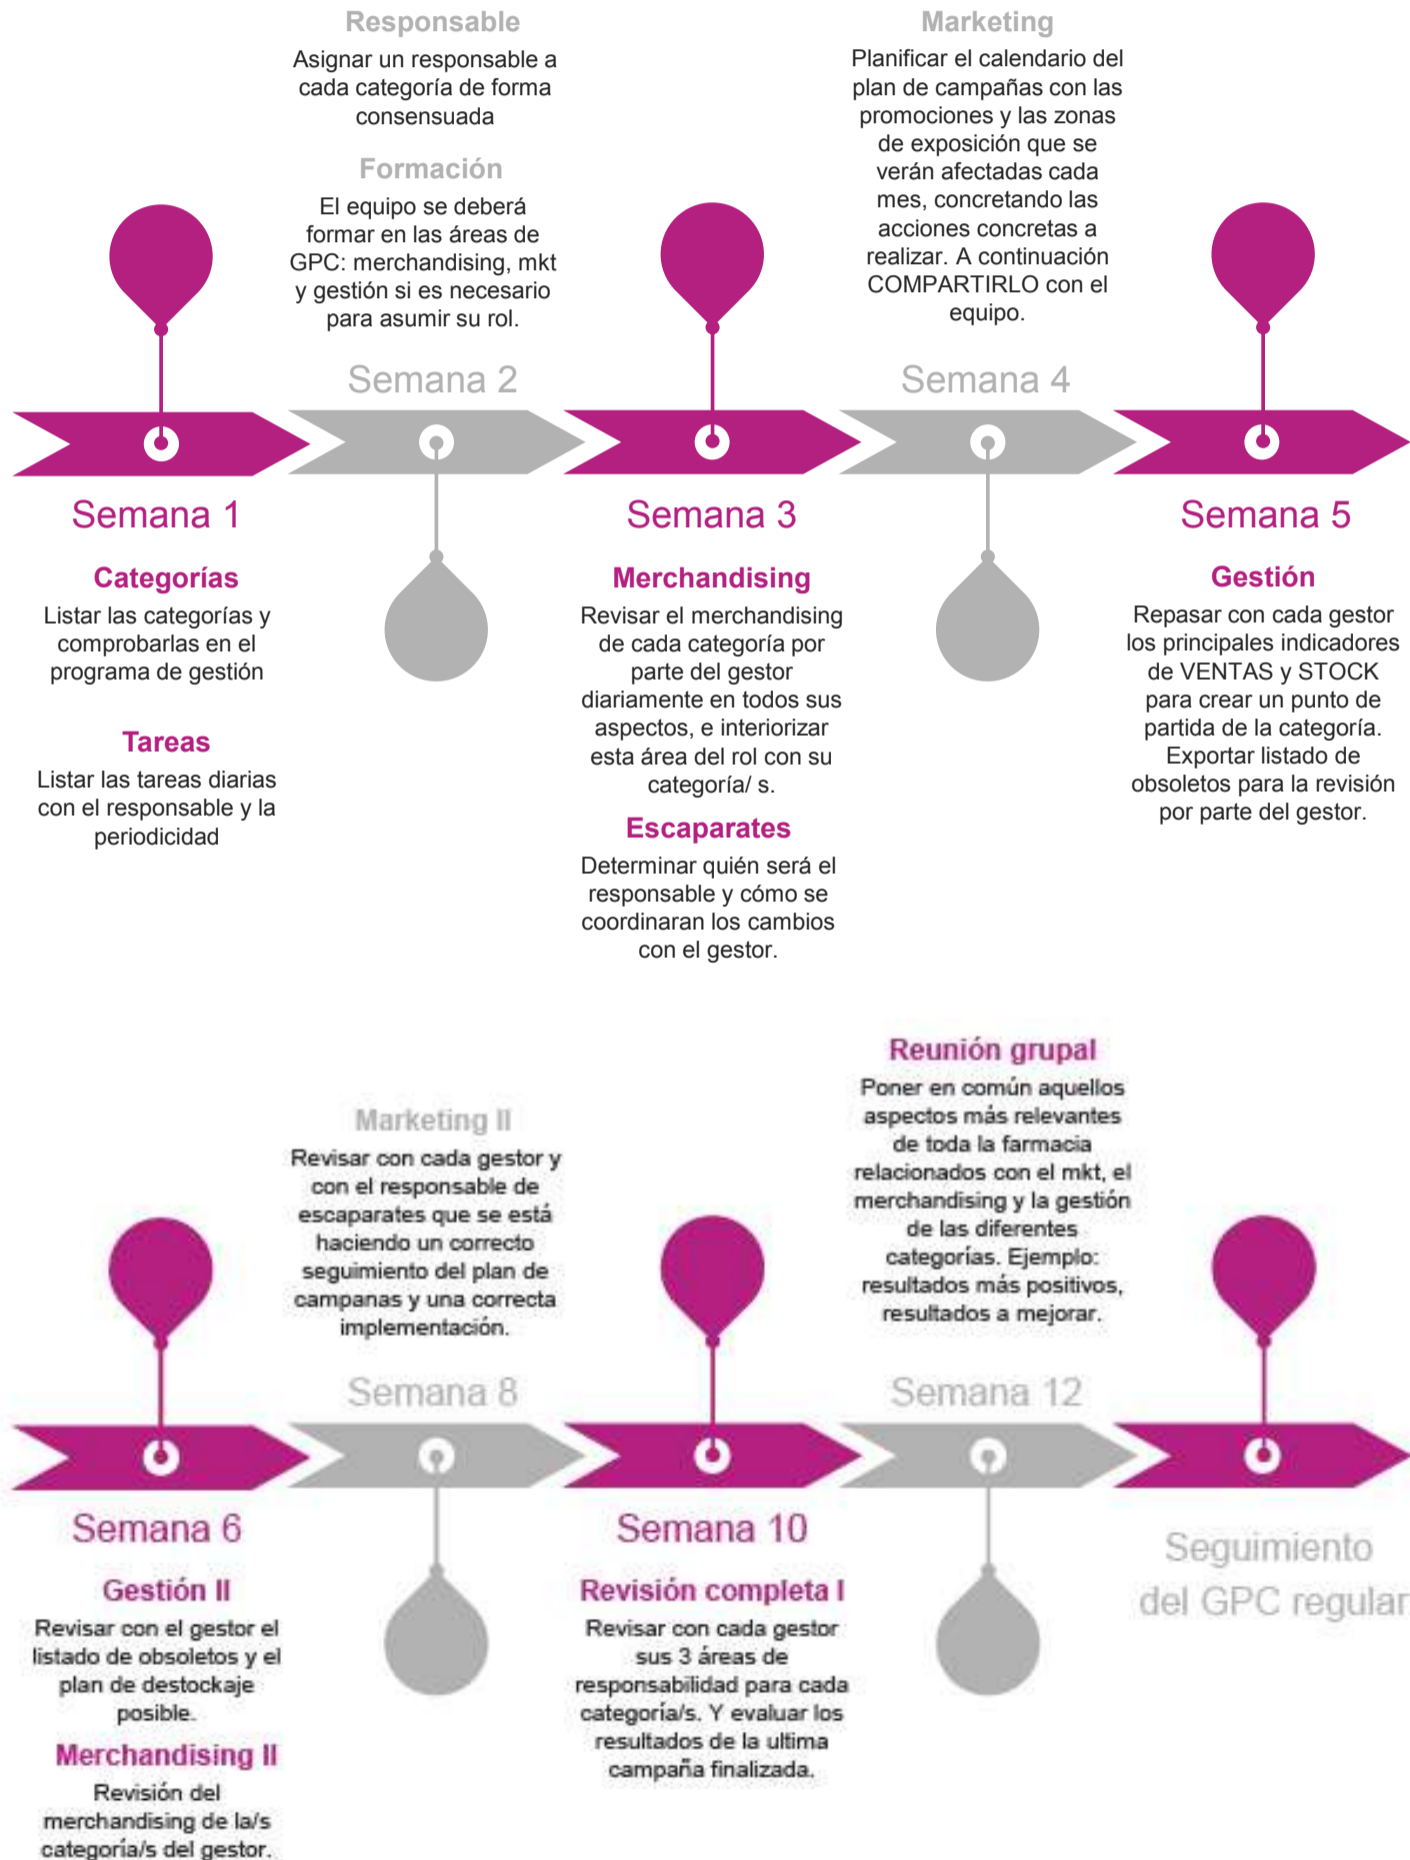 Responsable
Asignar un responsable a
cada categoría de forma
consensuada
Formación
El equipo se deberá
formar en las áreas de
GPC: merchandising, mkt
y gestión si es necesario
para asumir su rol.
Semana 2
Marketing
Planificar el calendario del
plan de campañas con las
promociones y las zonas
de exposición que se
verán afectadas cada
mes, concretando las
acciones concretas a
realizar. A continuación
COMPARTIRLO con el
equipo.
Semana 4
Semana 1
Categorías
Listar las categorías y
comprobarlas en el
programa de gestión
Tareas
Listar las tareas diarias
con el responsable y la
periodicidad
Semana 3
Merchandising
Revisar el merchandising
de cada categoría por
parte del gestor
diariamente en todos sus
aspectos, e interiorizar
esta área del rol con su
categoría/ s.
Escaparates
Determinar quién será el
responsable y cómo se
coordinaran los cambios
con el gestor.
Semana 5
Gestión
Repasar con cada gestor
los principales indicadores
de VENTAS y STOCK
para crear un punto de
partida de la categoría.
Exportar listado de
obsoletos para la revisión
por parte del gestor.
Marketing II
Revisar con cada gestor y
con el responsable de
escaparates que se está
haciendo un correcto
seguimiento del plan de
campanas y una correcta
implementación.
Semana 8
Reunión grupal
Poner en común aquellos
aspectos más relevantes
de toda la farmacia
relacionados con el mkt, el
merchandising y la gestión
de las diferentes
categorías. Ejemplo:
resultados más positivos,
resultados a mejorar.
Semana 12
Semana 6
Gestión II
Revisar con el gestor el
listado de obsoletos y el
plan de destockaje
posible.
Merchandising II
Revisión del
merchandising de la/s
categoría/s del gestor.
Semana 10
Revisión completa I
Revisar con cada gestor
sus 3 áreas de
responsabilidad para cada
categoría/s. Y evaluar los
resultados de la ultima
campaña finalizada.
Seguimiento
del GPC regular